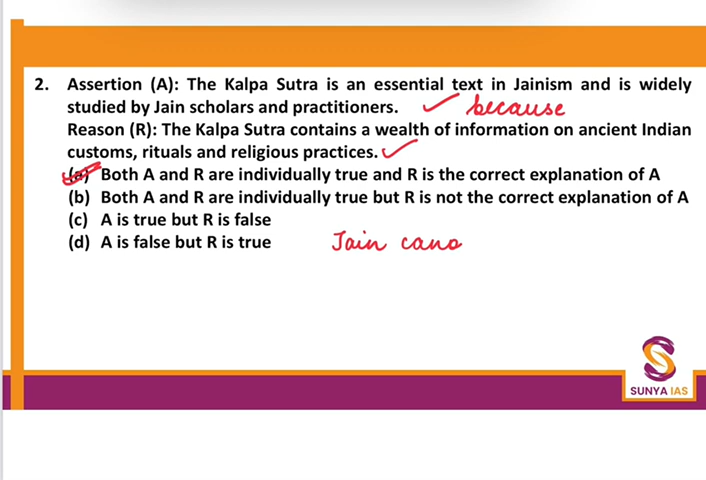 2. Assertion (A): The Kalpa Sutra is an essential text in Jainism and is widely
studied by Jain scholars and practitioners. because
Reason (R): The Kalpa Sutra contains a wealth of information on ancient Indian
customs, rituals and religious practices.
(a) Both A and R are individually true and R is the correct explanation of A
(b) Both A and R are individually true but R is not the correct explanation of A
(c) A is true but R is false
(d) A is false but R is true Jain cano
SUNYA IAS